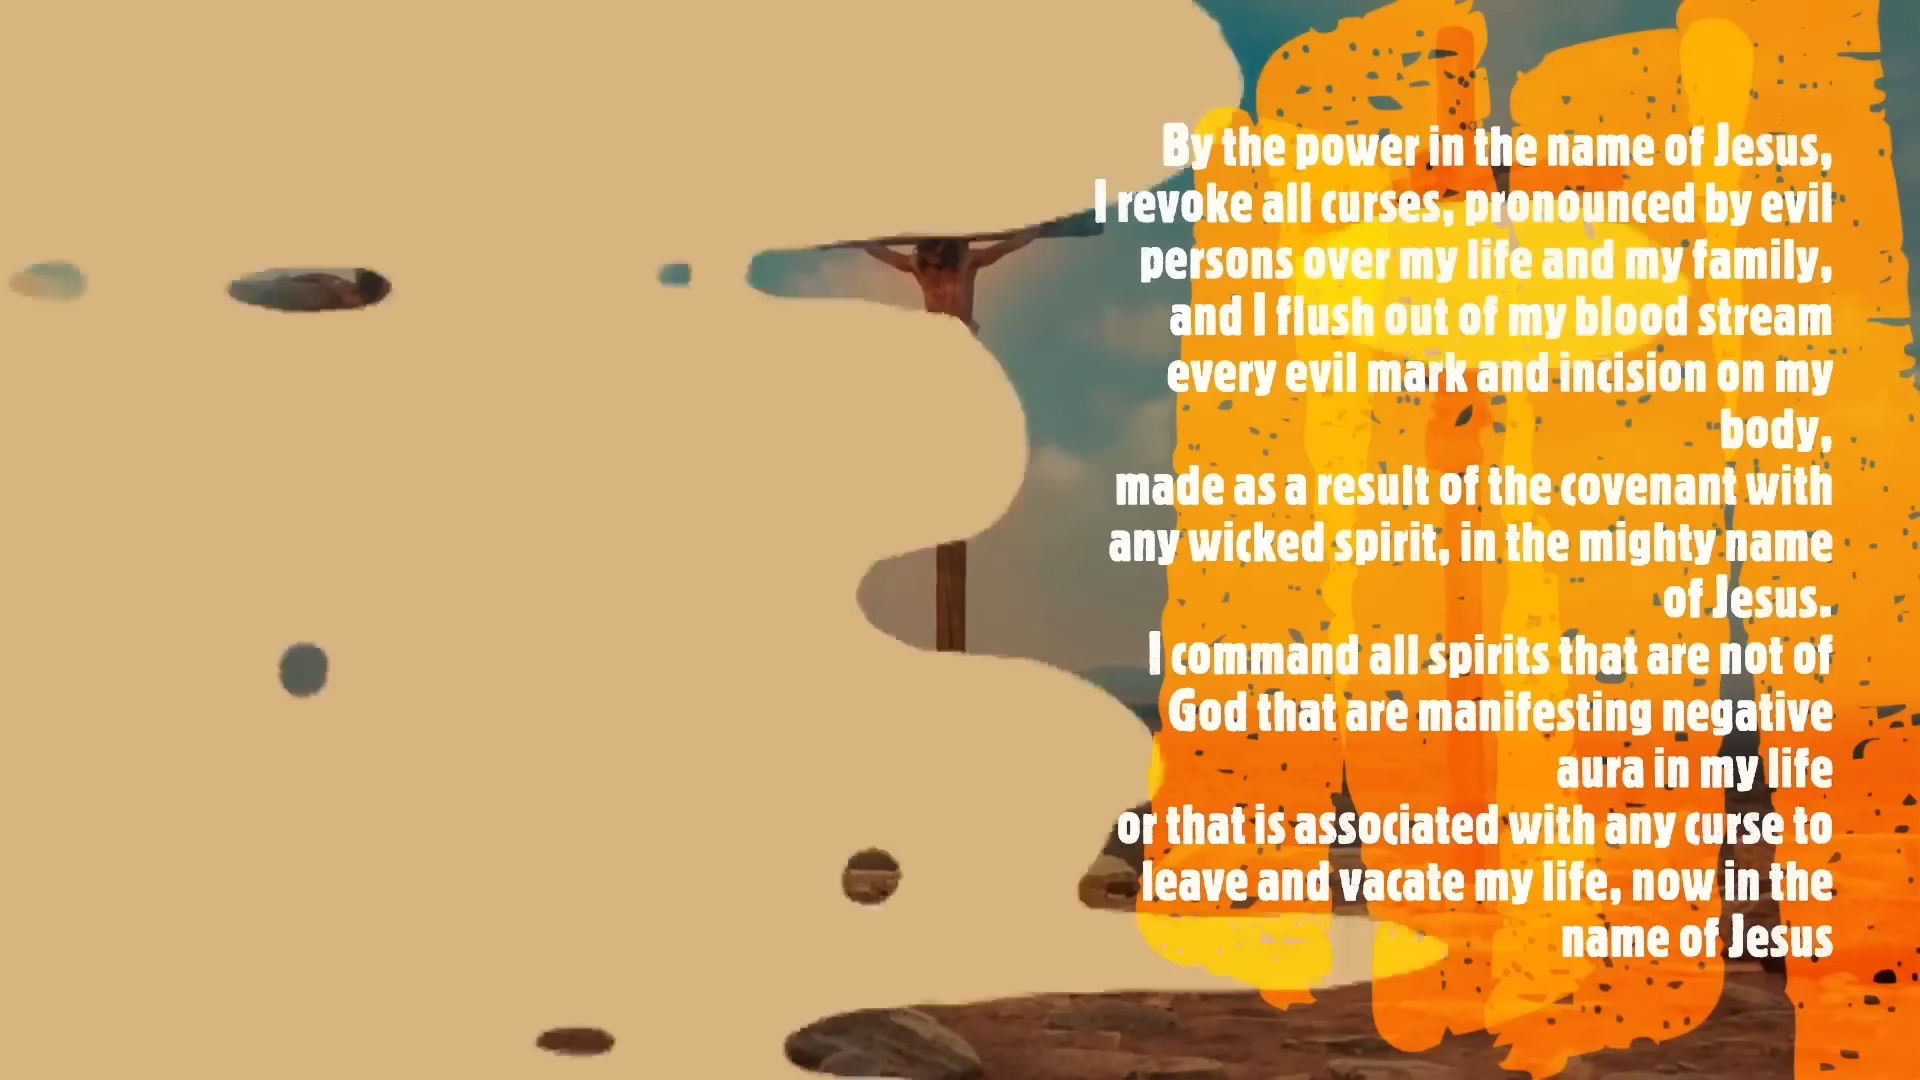 By the power in the name of Jesus,
I revoke all curses, pronounced by evil
persons over my life and my family,
and I flush out of my blood stream
every evil mark and incision on my
body,
made as a result of the covenant with
any wicked spirit, in the mighty name
of Jesus.
I command all spirits that are not of
God that are manifesting negative
aura in my life
or that is associated with any curse to
leave and vacate my life, now in the
name of Jesus